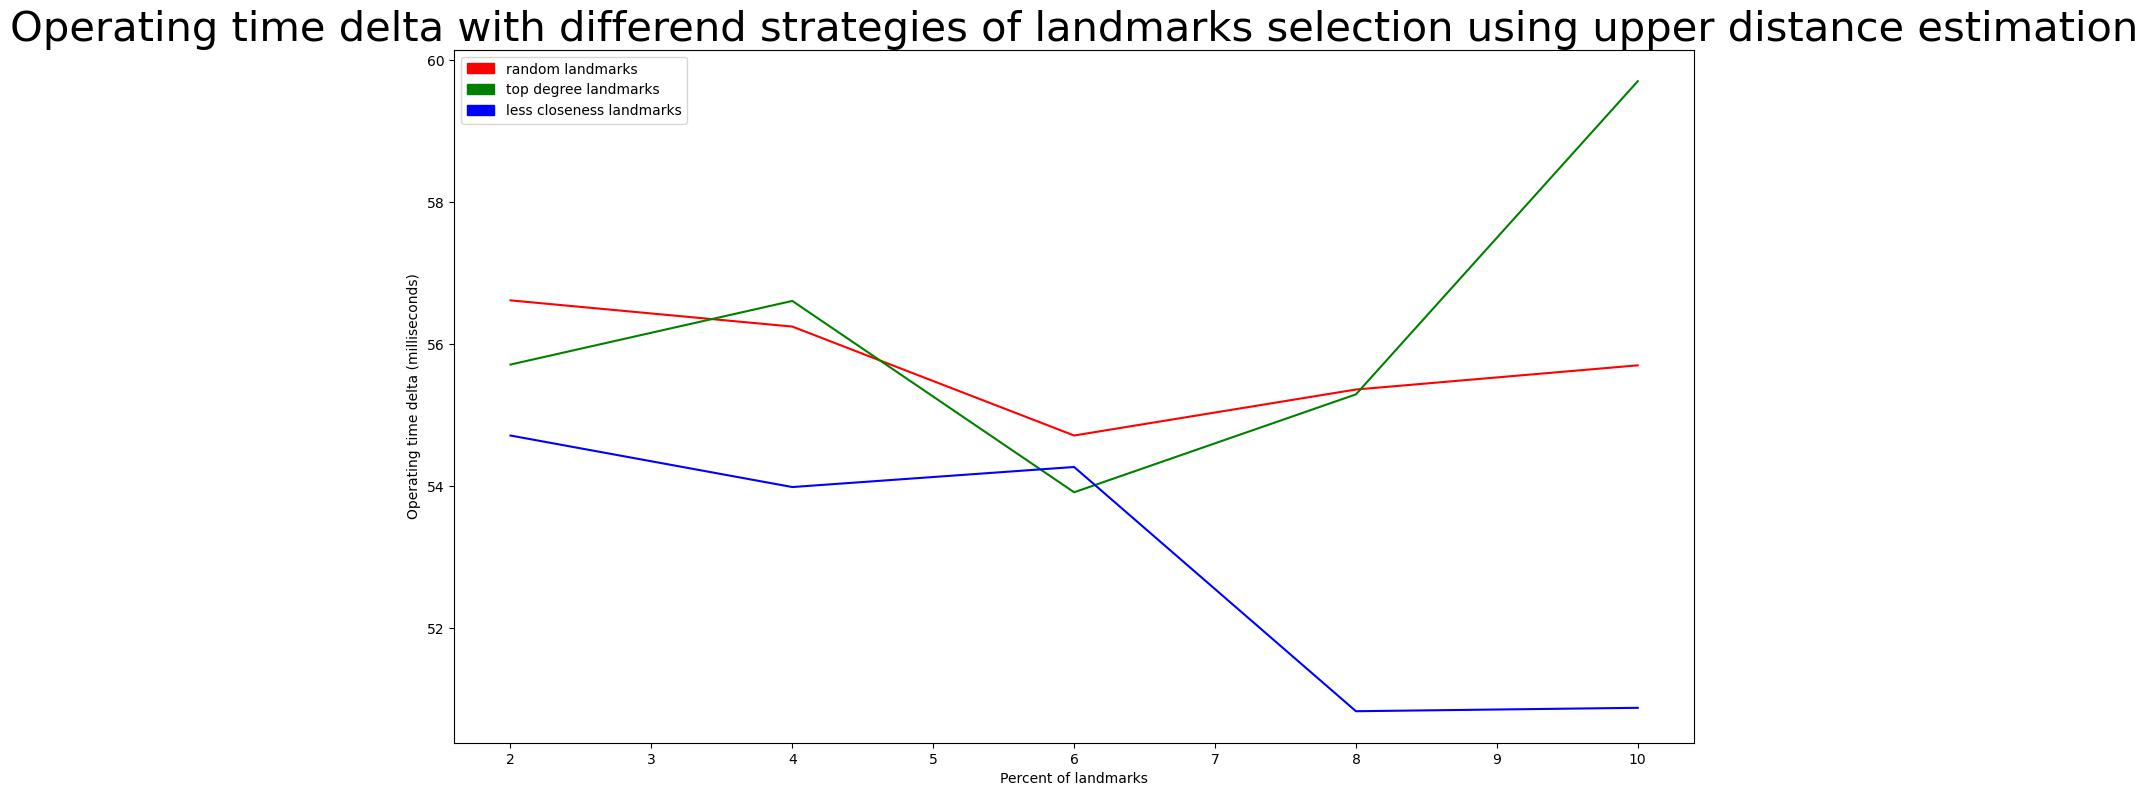 Operating time delta with differend strategies of landmarks selection using upper distance estimation
random landmarks
top degree landmarks
less closeness landmarks
Operating time delta (milliseconds)
60
58
56
54
52
2 3 4 5 6 7 8 9 10
Percent of landmarks